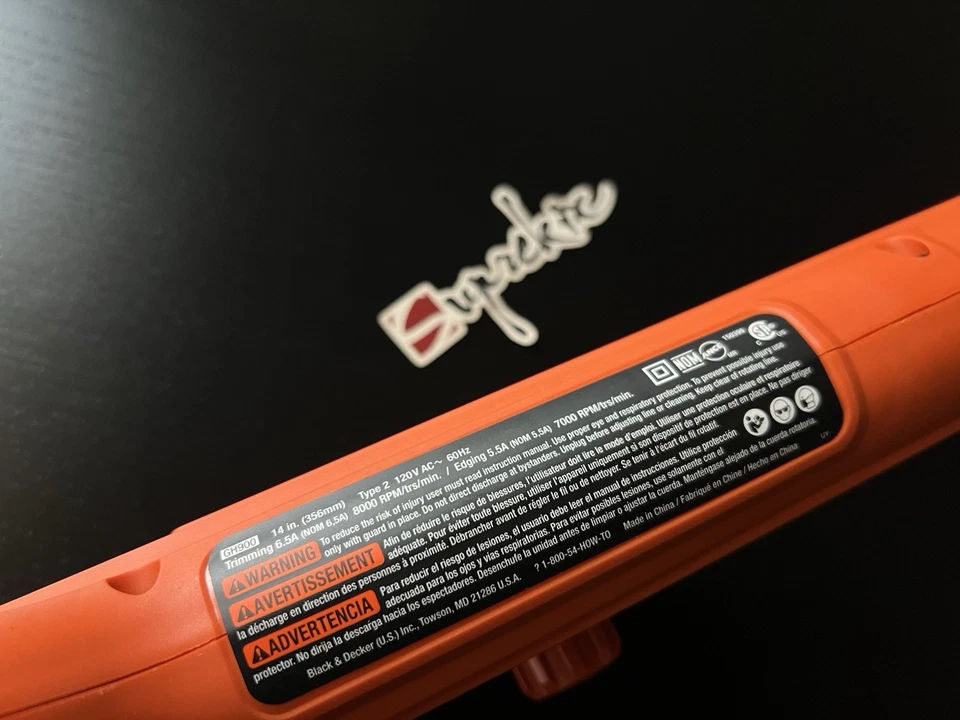 Syrekic
GH900 14 in. (356mm) Type 2 120V AC~ 60Hz
Trimming 6.5A (NOM 6.5A) 8000 RPM/trs/min. / Edging 5.5A (NOM 5.5A) 7000 RPM/trs/min.
NOM ANCE 150396
WARNING To reduce the risk of injury user must read instruction manual. Use proper eye and respiratory protection. To prevent possible injury use
only with guard in place. Do not direct discharge at bystanders. Unplug before adjusting line or cleaning. Keep clear of rotating line.
AVERTISSEMENT Afin de réduire le risque de blessures, l'utilisateur doit lire le mode d'emploi. Utiliser une protection oculaire et respiratoire
adéquate. Pour éviter toute blessure, utiliser l'appareil uniquement si son dispositif de protection est en place. Ne pas diriger
la décharge en direction des personnes à proximité. Débrancher avant de régler le fil ou de nettoyer. Se tenir à l'écart du fil rotatif.
ADVERTENCIA Para reducir el riesgo de lesiones, el usuario debe leer el manual de instrucciones. Utilice protección
adecuada para los ojos y vías respiratorias. Para evitar posibles lesiones, use solamente con el
protector. No dirija la descarga hacia los espectadores. Desenchufe la unidad antes de limpiar o ajustar la cuerda. Manténgase alejado de la cuerda rotatoria.
Black & Decker (U.S.) Inc., Towson, MD 21286 U.S.A. ? 1-800-54-HOW-TO Made in China / Fabriqué en Chine / Hecho en China